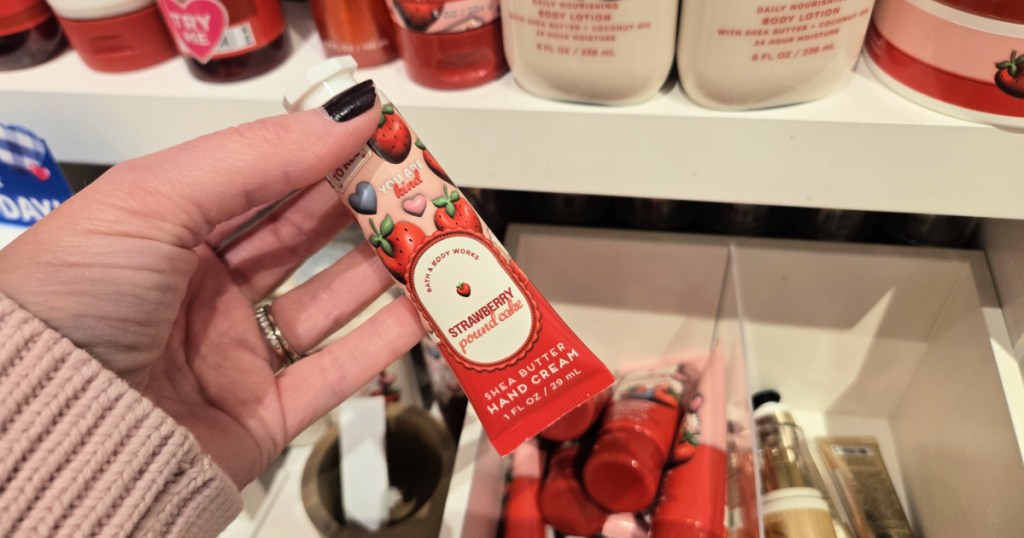 TRY
ME
DAILY NOURISHING
BODY LOTION
SHEA BUTTER + COCONUT OIL
24 HOUR MOISTURE
8 FL OZ / 236 mL
DAILY NOURISHING
BODY LOTION
WITH SHEA BUTTER + COCONUT OIL
24 HOUR MOISTURE
8 FL OZ / 236 mL
DAY!
YOU ARE
kind
BATH & BODY WORKS
STRAWBERRY
pound cake
SHEA BUTTER
HAND CREAM
1 FL OZ / 29 mL